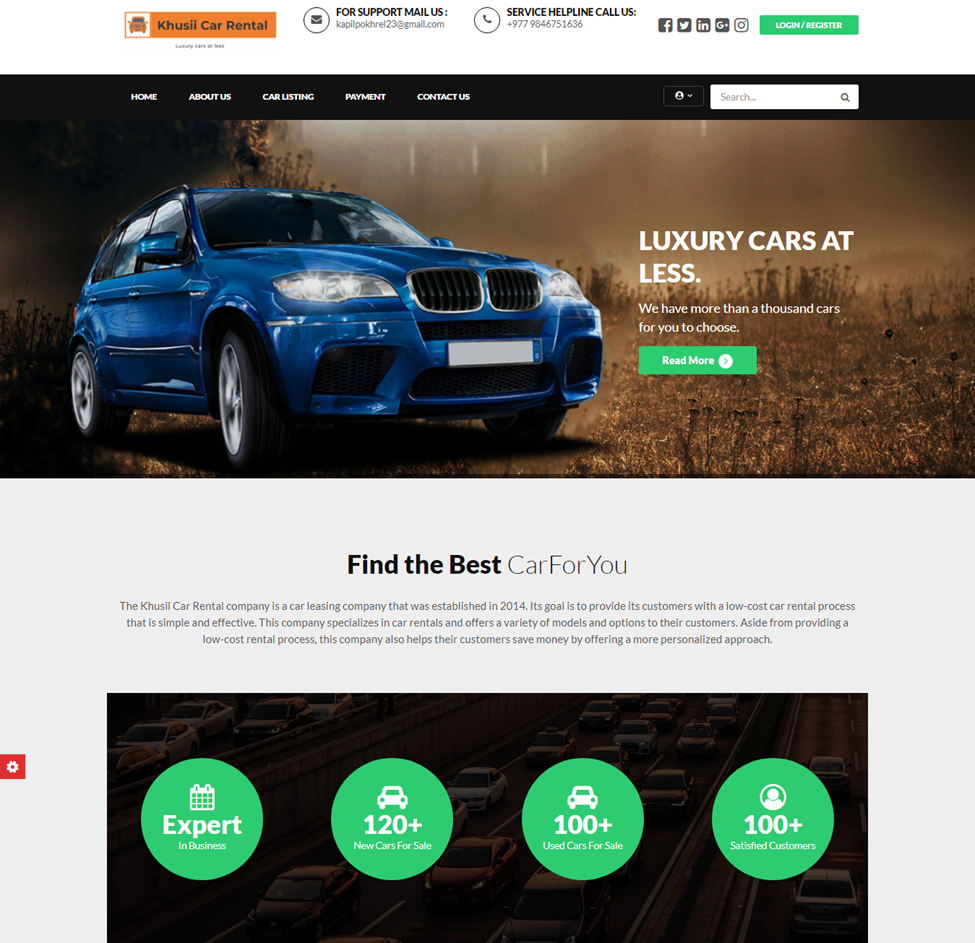 Khusii Car Rental
Luxury cars at less
FOR SUPPORT MAIL US :
kapilpokhrel23@gmail.com
SERVICE HELPLINE CALL US:
+977 9846751636
LOGIN / REGISTER
HOME
ABOUT US
CAR LISTING
PAYMENT
CONTACT US
Search...
LUXURY CARS AT
LESS.
We have more than a thousand cars
for you to choose.
Read More
Find the Best CarForYou
The Khusii Car Rental company is a car leasing company that was established in 2014. Its goal is to provide its customers with a low-cost car rental process
that is simple and effective. This company specializes in car rentals and offers a variety of models and options to their customers. Aside from providing a
low-cost rental process, this company also helps their customers save money by offering a more personalized approach.
Expert
In Business
120+
New Cars For Sale
100+
Used Cars For Sale
100+
Satisfied Customers